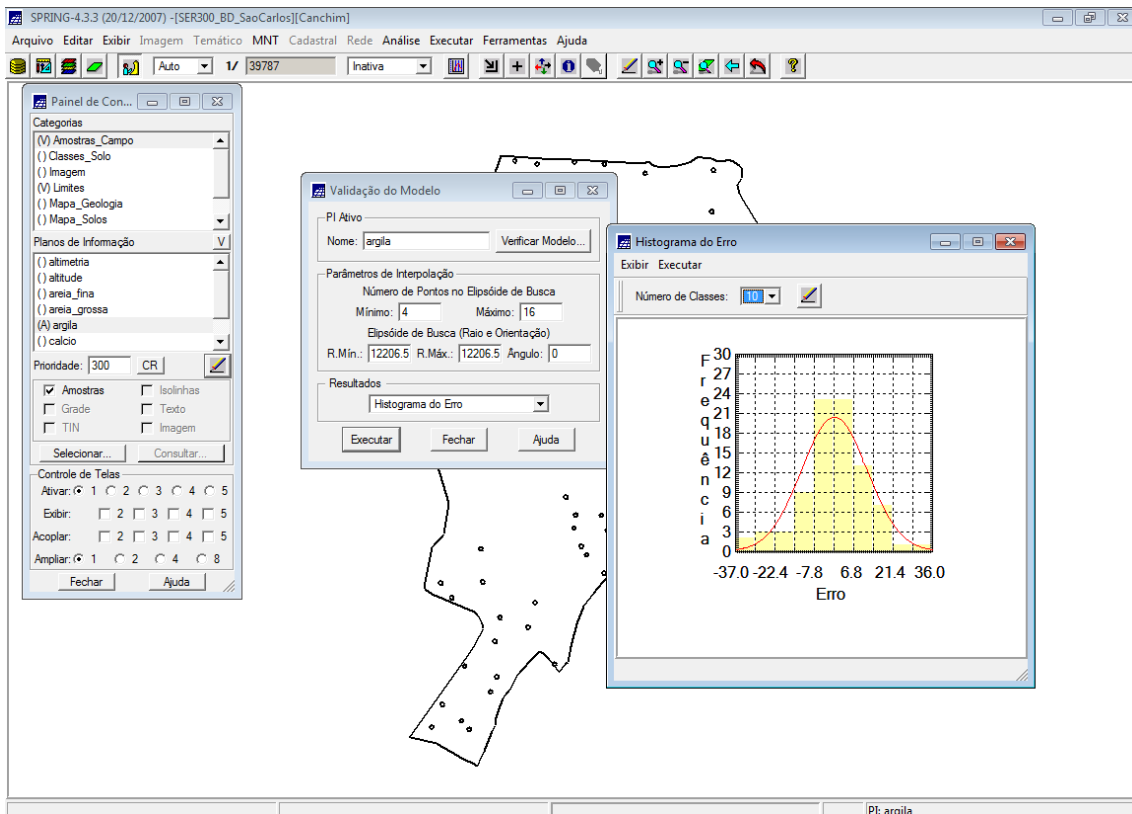 SPRING-4.3.3 (20/12/2007) -[SER300_BD_SaoCarlos][Canchim]
Arquivo Editar Exibir Imagem Temático MNT Cadastral Rede Análise Executar Ferramentas Ajuda
Auto 1/ 39787 Inativa
Painel de Con...
Categorias
(V) Amostras_Campo
() Classes_Solo
() Imagem
(V) Limites
() Mapa_Geologia
() Mapa_Solos
Planos de Informação V
() altimetria
() altitude
() areia_fina
() areia_grossa
(A) argila
() calcio
Prioridade: 300 CR
Amostras Isolinhas
Grade Texto
TIN Imagem
Selecionar... Consultar...
Controle de Telas
Ativar: 1 2 3 4 5
Exibir: 2 3 4 5
Acoplar: 2 3 4 5
Ampliar: 1 2 4 8
Fechar Ajuda
Validação do Modelo
PI Ativo
Nome: argila Verificar Modelo...
Parâmetros de Interpolação
Número de Pontos no Elipsóide de Busca
Mínimo: 4 Máximo: 16
Elipsóide de Busca (Raio e Orientação)
R.Mín.: 12206.5 R.Máx.: 12206.5 Ângulo: 0
Resultados
Histograma do Erro
Executar Fechar Ajuda
Histograma do Erro
Exibir Executar
Número de Classes: 10
Frequência
30
27
24
21
18
15
12
9
6
3
0
-37.0 -22.4 -7.8 6.8 21.4 36.0
Erro
PI: argila